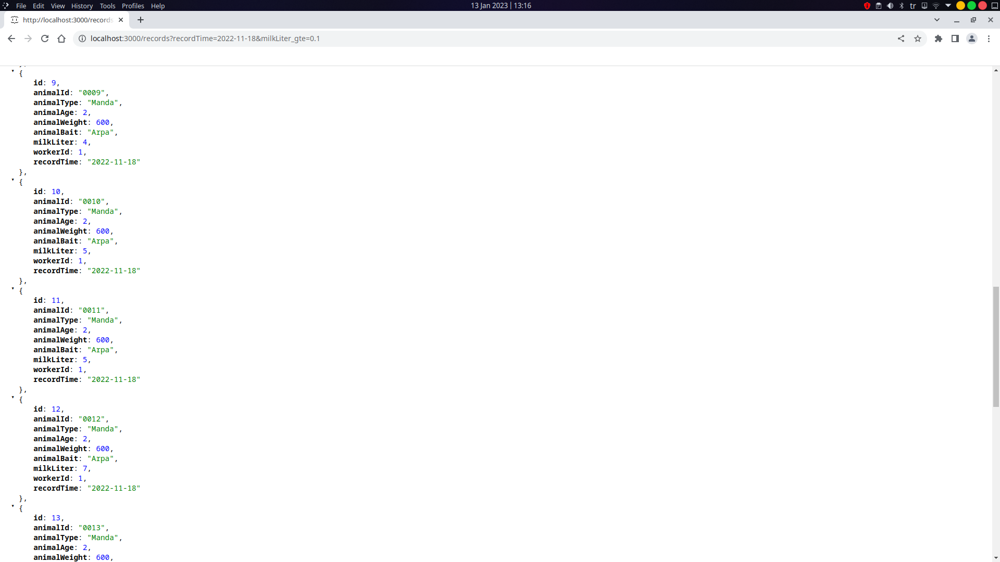 File Edit View History Tools Profiles Help
13 Jan 2023 | 13:16
tr
http://localhost:3000/records
localhost:3000/records?recordTime=2022-11-18&milkLiter_gte=0.1
{
id: 9,
animalId: "0009",
animalType: "Manda",
animalAge: 2,
animalWeight: 600,
animalBait: "Arpa",
milkLiter: 4,
workerId: 1,
recordTime: "2022-11-18"
},
{
id: 10,
animalId: "0010",
animalType: "Manda",
animalAge: 2,
animalWeight: 600,
animalBait: "Arpa",
milkLiter: 5,
workerId: 1,
recordTime: "2022-11-18"
},
{
id: 11,
animalId: "0011",
animalType: "Manda",
animalAge: 2,
animalWeight: 600,
animalBait: "Arpa",
milkLiter: 5,
workerId: 1,
recordTime: "2022-11-18"
},
{
id: 12,
animalId: "0012",
animalType: "Manda",
animalAge: 2,
animalWeight: 600,
animalBait: "Arpa",
milkLiter: 7,
workerId: 1,
recordTime: "2022-11-18"
},
{
id: 13,
animalId: "0013",
animalType: "Manda",
animalAge: 2,
animalWeight: 600,